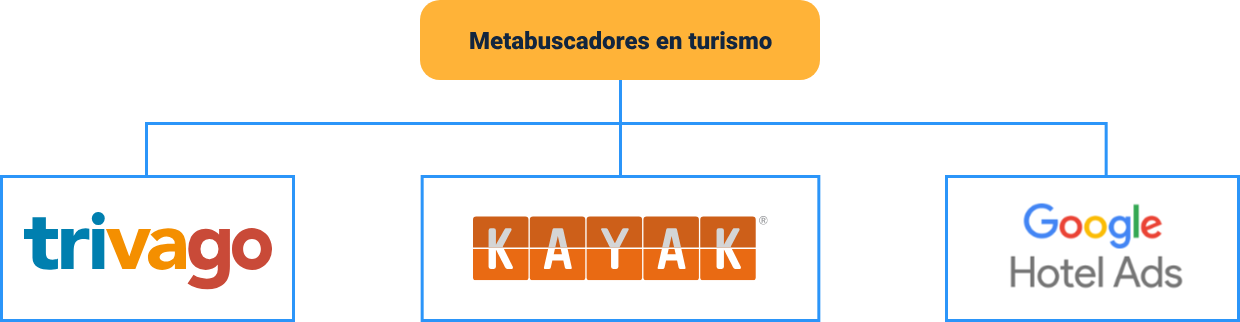 Metabuscadores en turismo
trivago
KAYAK®
Google
Hotel Ads